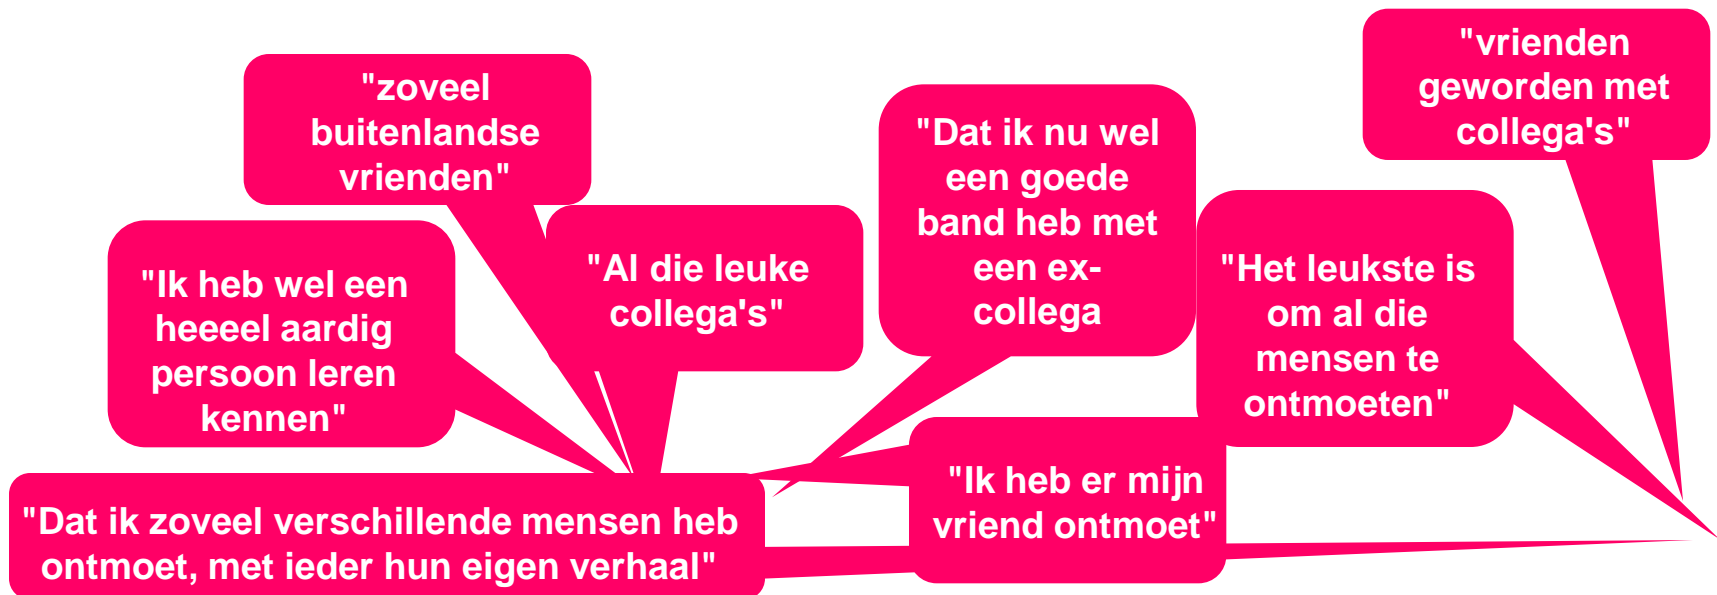 "zoveel
buitenlandse
vrienden"
"vrienden
geworden met
collega's"
"Dat ik nu wel
een goede
band heb met
een ex-
collega
"Ik heb wel een
heeeel aardig
persoon leren
kennen"
"Al die leuke
collega's"
"Het leukste is
om al die
mensen te
ontmoeten"
"Ik heb er mijn
vriend ontmoet"
"Dat ik zoveel verschillende mensen heb
ontmoet, met ieder hun eigen verhaal"